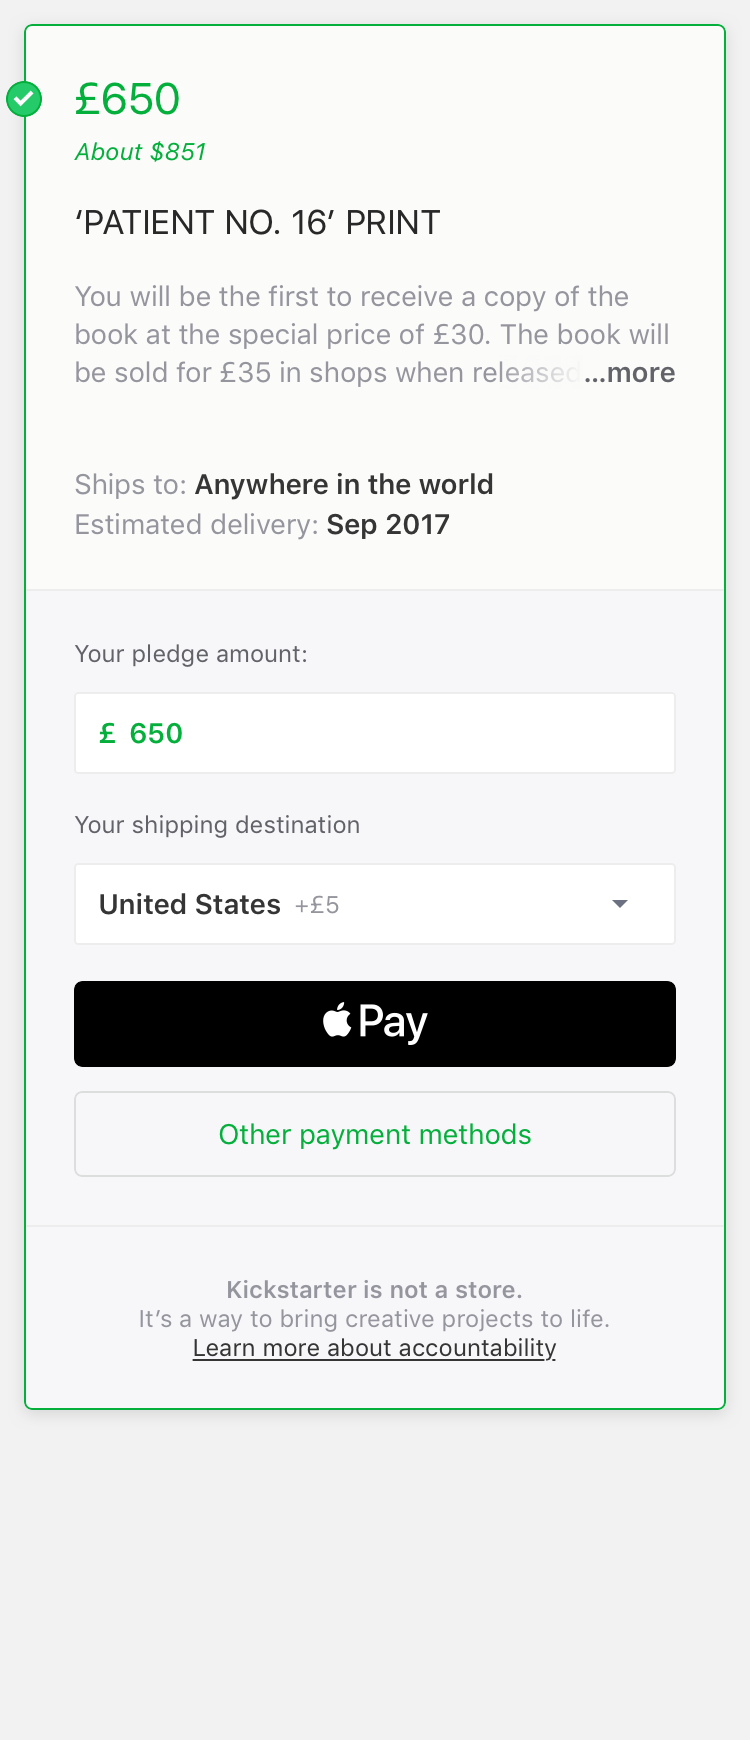 £650
About $851
‘PATIENT NO. 16’ PRINT
You will be the first to receive a copy of the
book at the special price of £30. The book will
be sold for £35 in shops when released...more
Ships to: Anywhere in the world
Estimated delivery: Sep 2017
Your pledge amount:
£ 650
Your shipping destination
United States +£5
Pay
Other payment methods
Kickstarter is not a store.
It’s a way to bring creative projects to life.
Learn more about accountability